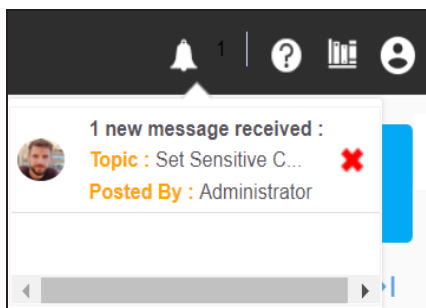 1
1 new message received :
Topic : Set Sensitive C...
Posted By : Administrator